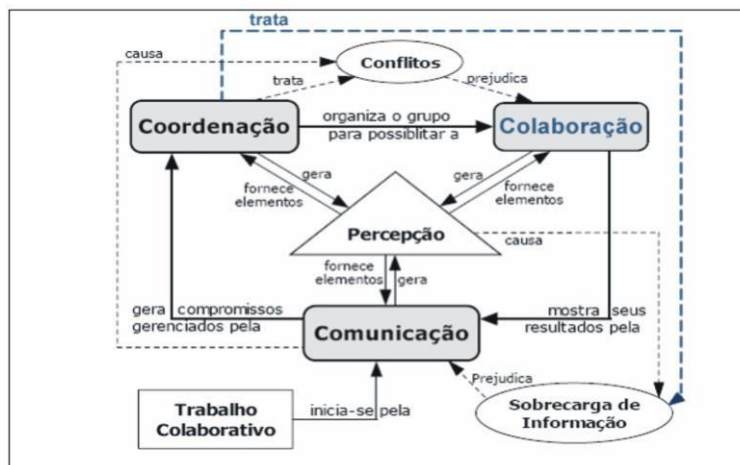 trata
causa
Conflitos
trata
prejudica
Coordenação
organiza o grupo
para possiblitar a
Colaboração
gera
fornece
elementos
gera
fornece
elementos
Percepção
causa
fornece
elementos
gera
gera compromissos
gerenciados pela
Comunicação
mostra seus
resultados pela
Prejudica
Trabalho
Colaborativo
inicia-se pela
Sobrecarga de
Informação